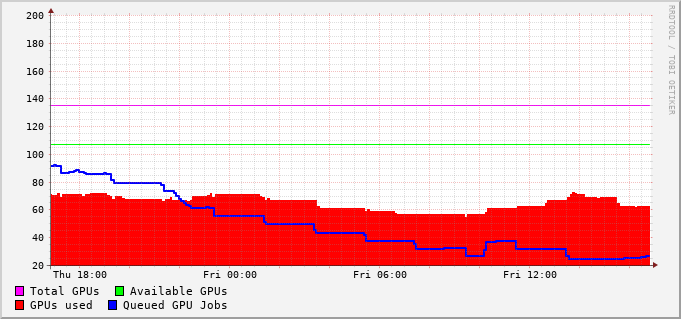 200
180
160
140
120
100
80
60
40
20
Thu 18:00 Fri 00:00 Fri 06:00 Fri 12:00
Total GPUs Available GPUs
GPUs used Queued GPU Jobs
RRDTOOL / TOBI OETIKER